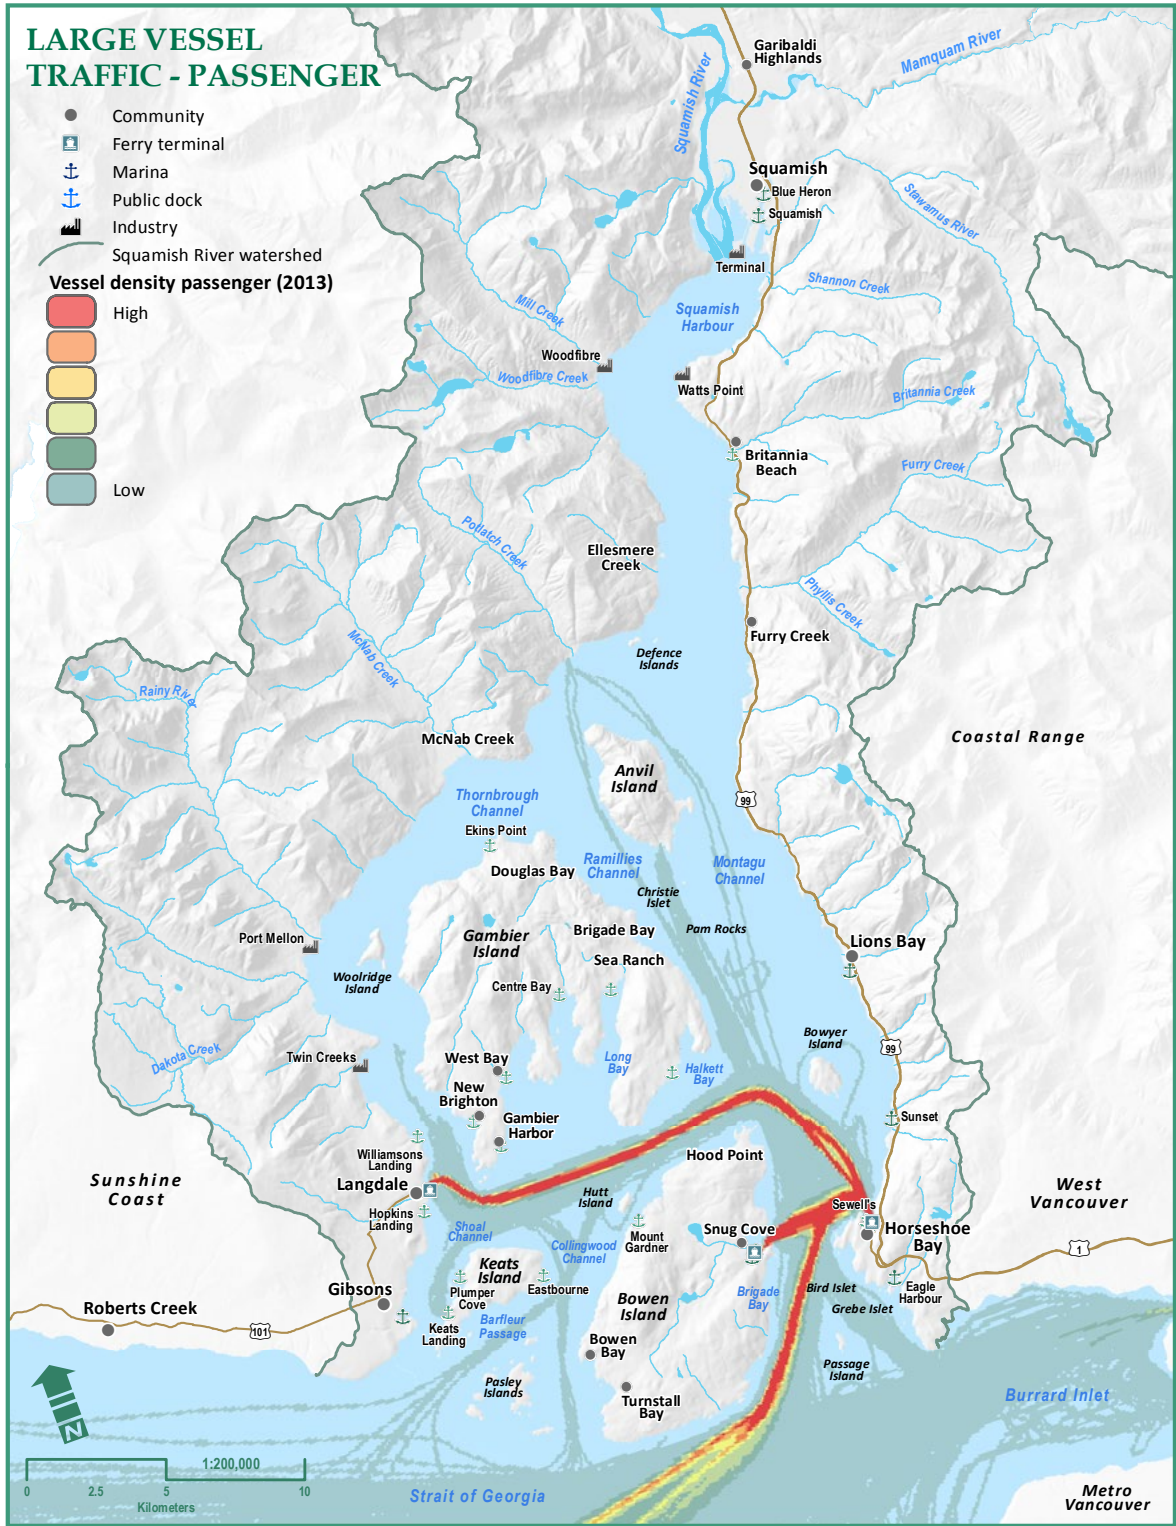 LARGE VESSEL
TRAFFIC - PASSENGER
Community
Ferry terminal
Marina
Public dock
Industry
Squamish River watershed
Vessel density passenger (2013)
High
Low
Garibaldi
Highlands
Mamquam River
Squamish River
Squamish
Blue Heron
Squamish
Stawamus River
Terminal
Shannon Creek
Squamish
Harbour
Mill Creek
Woodfibre
Woodfibre Creek
Watts Point
Britannia Creek
Britannia
Beach
Furry Creek
Potlatch Creek
Ellesmere
Creek
Phyllis Creek
Furry Creek
McNab Creek
Defence
Islands
Rainy River
McNab Creek
Coastal Range
Anvil
Island
99
Thornbrough
Channel
Ekins Point
Douglas Bay
Ramillies
Channel
Montagu
Channel
Christie
Islet
Pam Rocks
Brigade Bay
Lions Bay
Port Mellon
Gambier
Island
Sea Ranch
Woolridge
Island
Centre Bay
Bowyer
Island
99
Dakota Creek
Twin Creeks
West Bay
Long
Bay
Halkett
Bay
New
Brighton
Gambier
Harbor
Sunset
Williamsons
Landing
Hood Point
Sunshine
Coast
Langdale
Hutt
Island
West
Vancouver
Sewell's
Hopkins
Landing
Shoal
Channel
Mount
Gardner
Snug Cove
Horseshoe
Bay
Collingwood
Channel
1
Keats
Island
Eastbourne
Plumper
Cove
Gibsons
Bowen
Island
Brigade
Bay
Bird Islet
Eagle
Harbour
Grebe Islet
Roberts Creek
101
Keats
Landing
Barfleur
Passage
Bowen
Bay
Passage
Island
Pasley
Islands
Turnstall
Bay
Burrard Inlet
N
1:200,000
0 2.5 5 10
Kilometers
Strait of Georgia
Metro
Vancouver